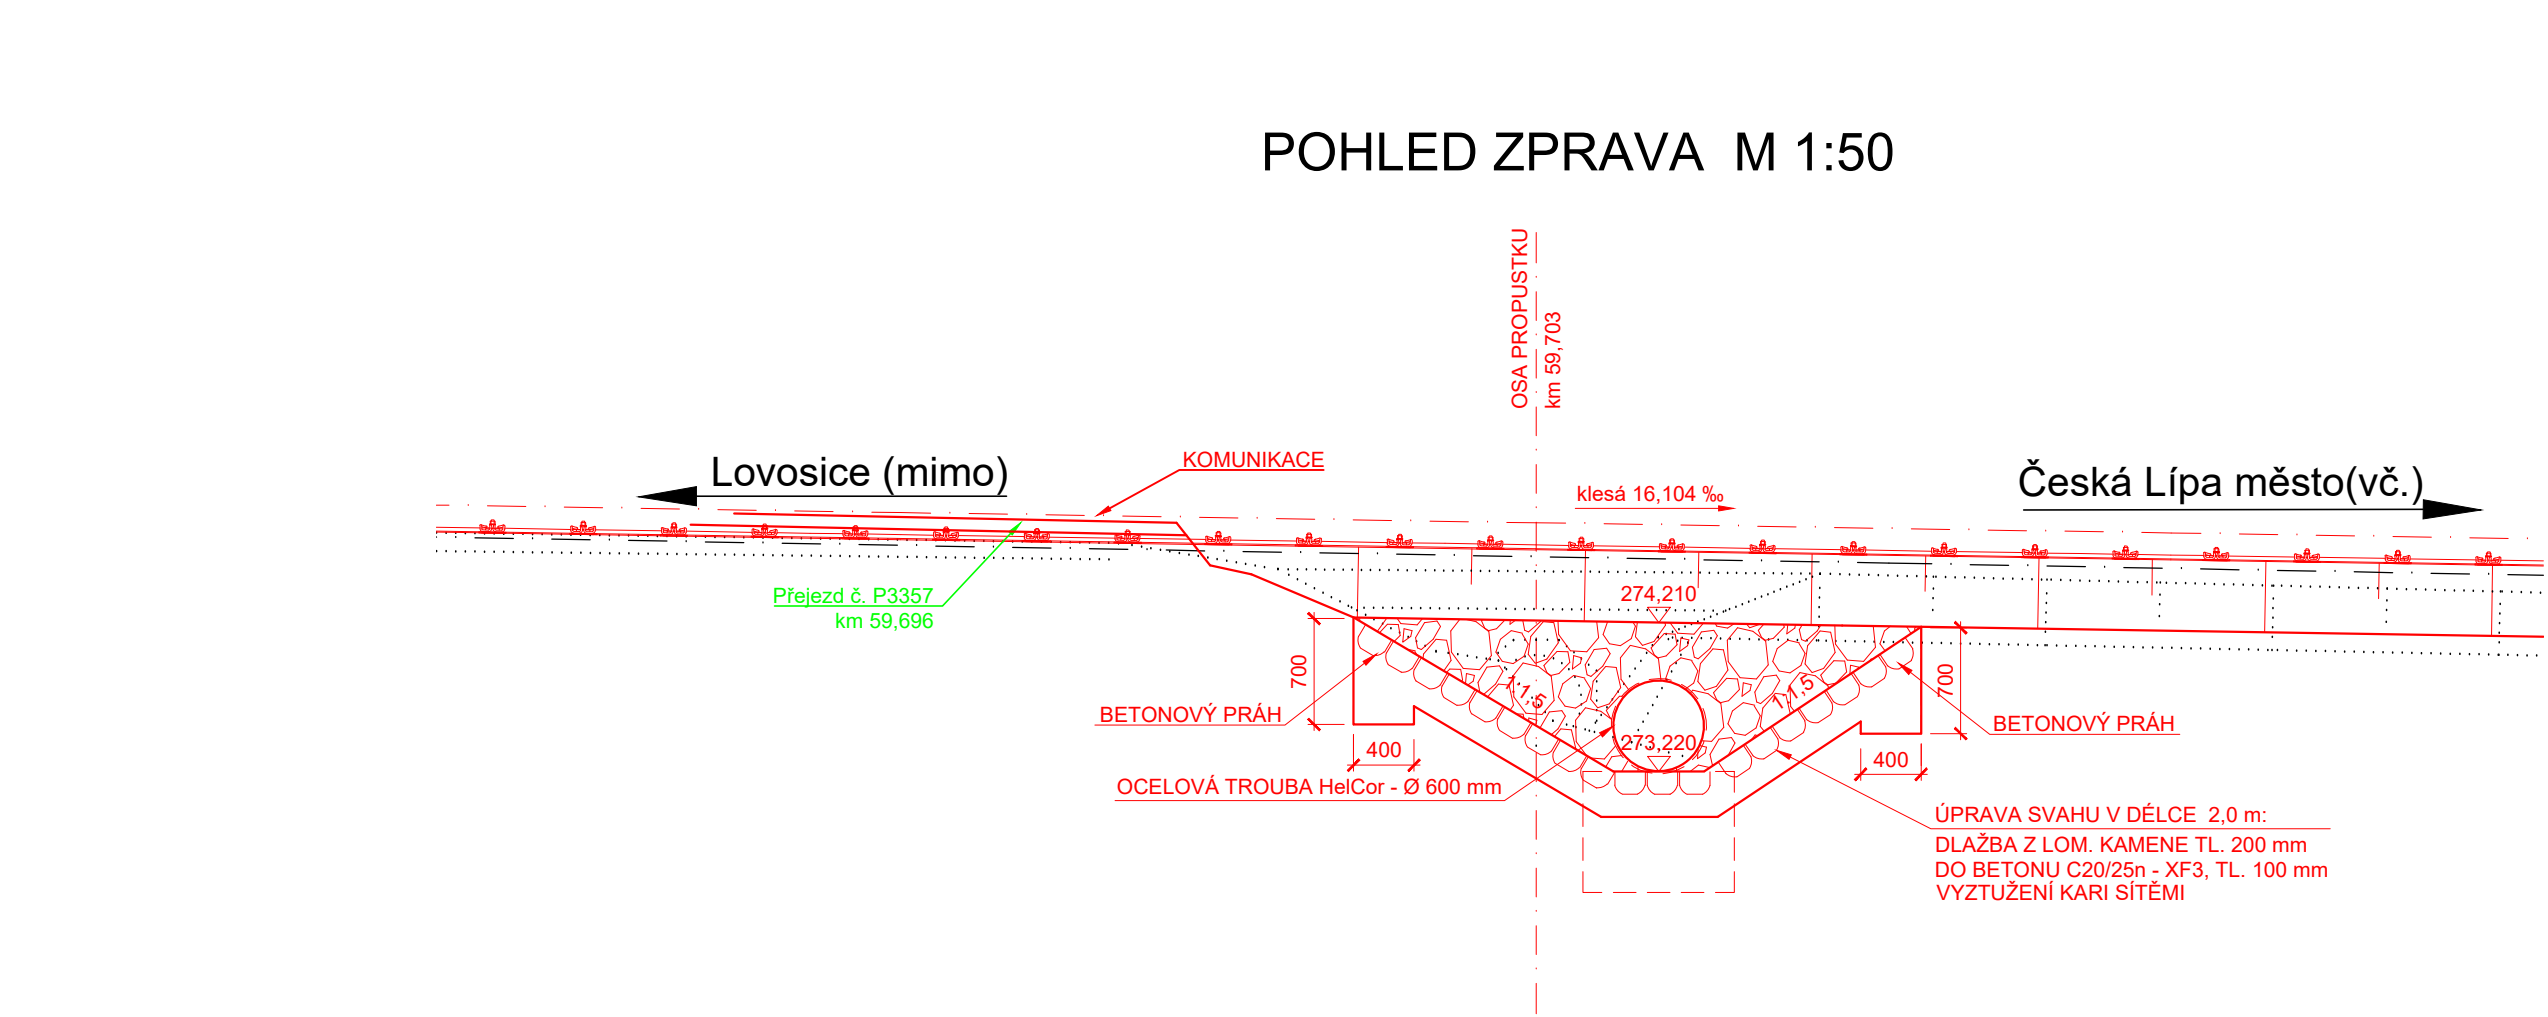 POHLED ZPRAVA  M 1:50
OSA PROPUSTKU
km 59,703
KOMUNIKACE
Lovosice (mimo)
Česká Lípa město(vč.)
klesá 16,104 ‰
Přejezd č. P3357
km 59,696
274,210
700
700
1:1,5
1:1,5
BETONOVÝ PRÁH
BETONOVÝ PRÁH
273,220
400
400
OCELOVÁ TROUBA HelCor - Ø 600 mm
ÚPRAVA SVAHU V DÉLCE  2,0 m:
DLAŽBA Z LOM. KAMENE TL. 200 mm
DO BETONU C20/25n - XF3, TL. 100 mm
VYZTUŽENÍ KARI SÍTĚMI